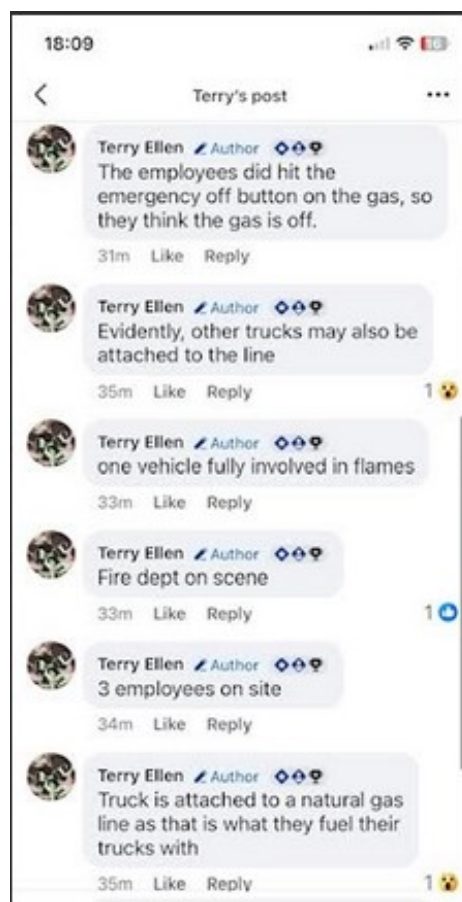 18:09
16
Terry's post
Terry Ellen Author
The employees did hit the
emergency off button on the gas, so
they think the gas is off.
31m Like Reply
Terry Ellen Author
Evidently, other trucks may also be
attached to the line
35m Like Reply 1
Terry Ellen Author
one vehicle fully involved in flames
33m Like Reply
Terry Ellen Author
Fire dept on scene
33m Like Reply 1
Terry Ellen Author
3 employees on site
34m Like Reply
Terry Ellen Author
Truck is attached to a natural gas
line as that is what they fuel their
trucks with
35m Like Reply 1